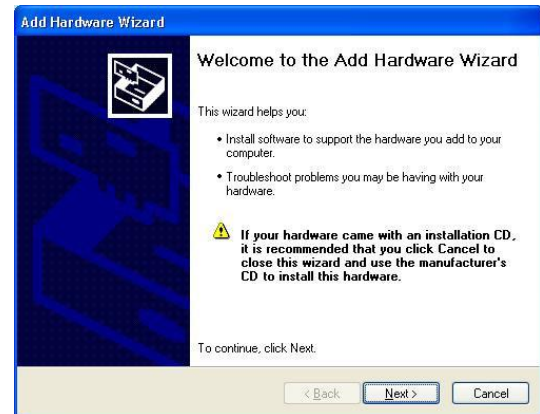 Add Hardware Wizard
Welcome to the Add Hardware Wizard
This wizard helps you:
• Install software to support the hardware you add to your
computer.
• Troubleshoot problems you may be having with your
hardware.
If your hardware came with an installation CD,
it is recommended that you click Cancel to
close this wizard and use the manufacturer's
CD to install this hardware.
To continue, click Next.
< Back Next > Cancel